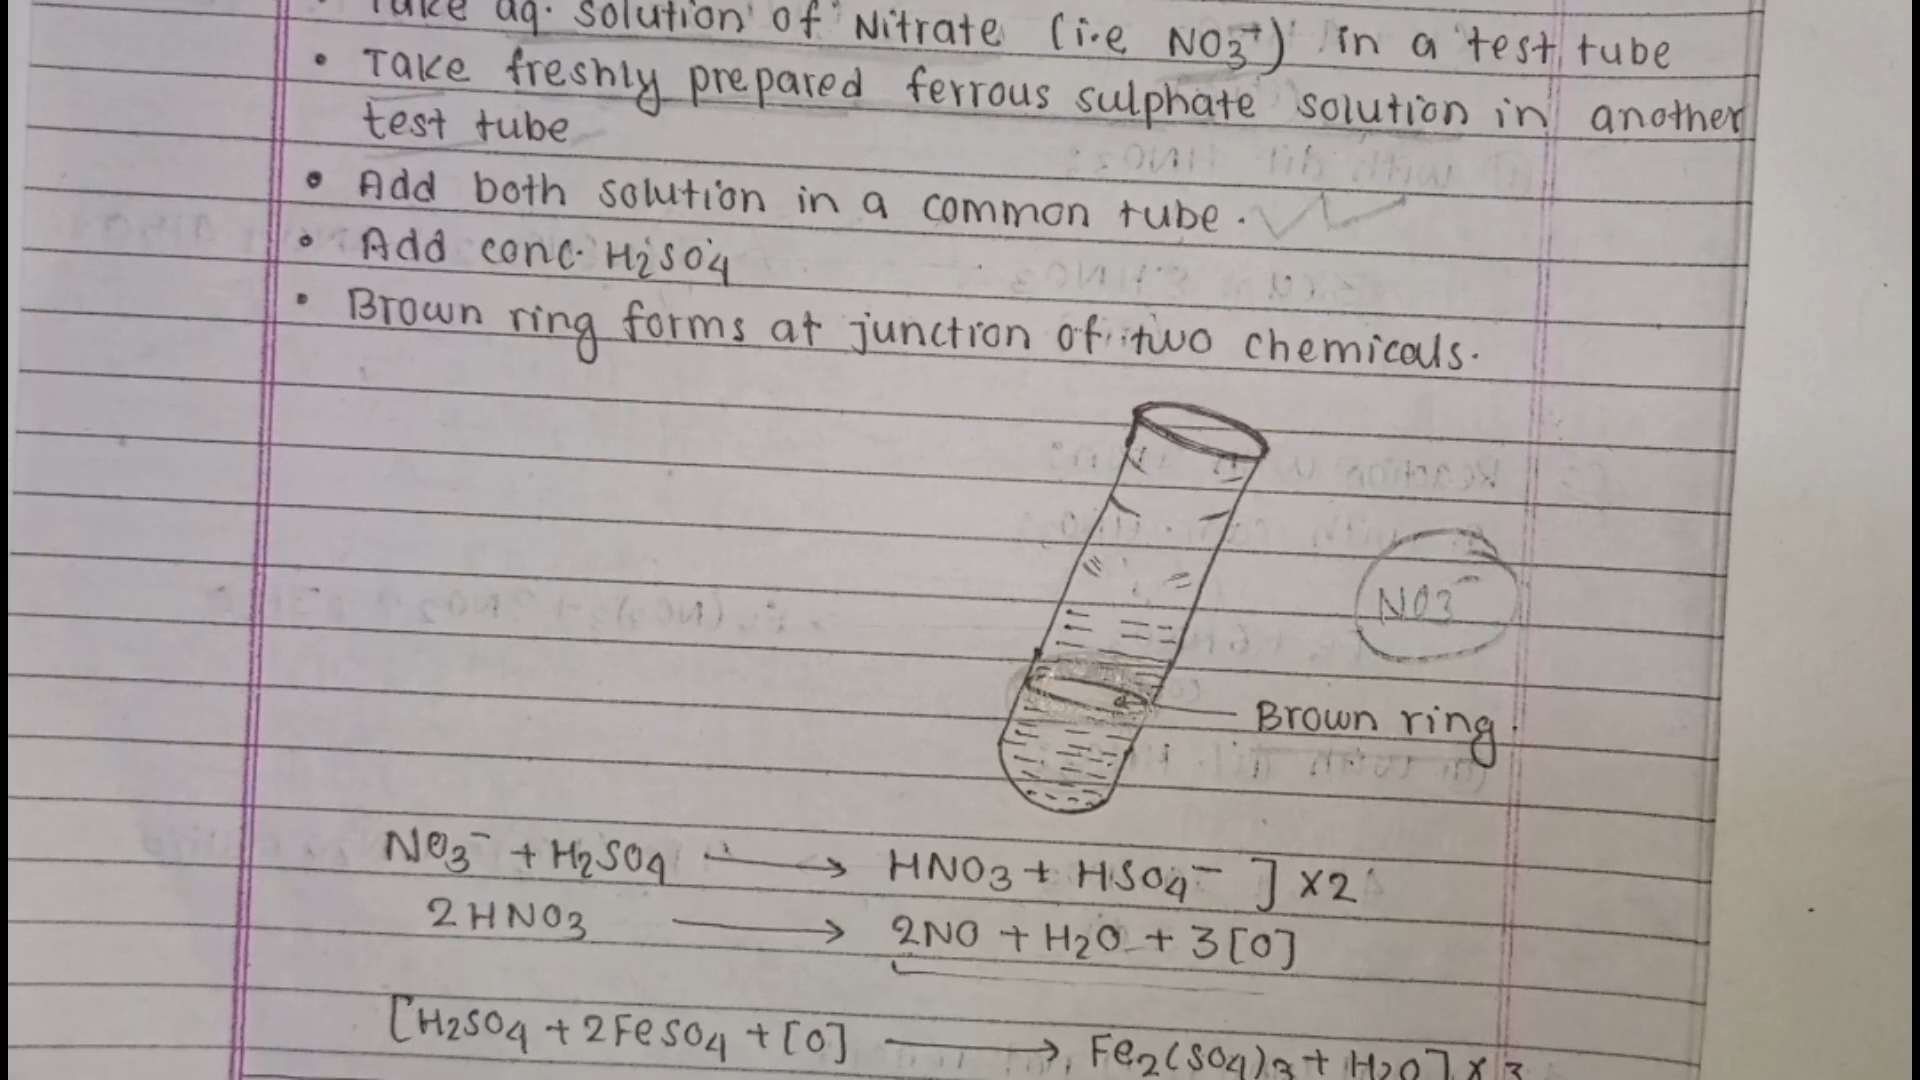 Take aq. solution of Nitrate (i.e NO3+) in a test tube
• Take freshly prepared ferrous sulphate solution in another
test tube
• Add both solution in a common tube.
• Add conc. H2SO4
• Brown ring forms at junction of two chemicals.
NO3-
Brown ring.
NO3- + H2SO4 ⟶ HNO3 + HSO4- ] x2
2HNO3 ⟶ 2NO + H2O + 3[O]
[H2SO4 + 2FeSO4 + [O] ⟶ Fe2(SO4)3 + H2O] x 3